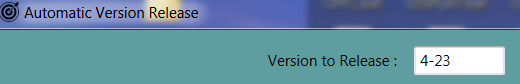 Automatic Version Release
Version to Release : 4-23